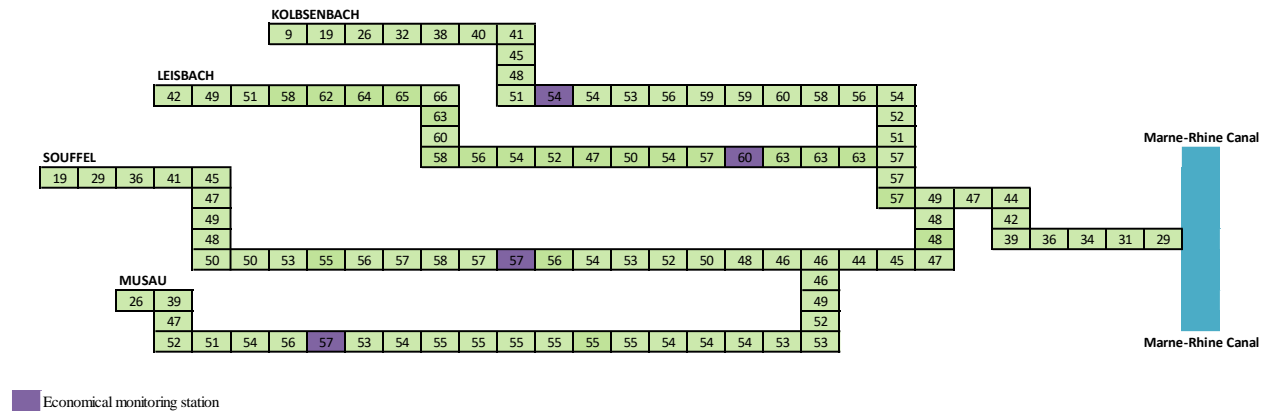 KOLBSENBACH
9 19 26 32 38 40 41
45
LEISBACH
48
42 49 51 58 62 64 65 66
51 54 54 53 56 59 59 60 58 56 54
63
52
60
51
Marne-Rhine Canal
58 56 54 52 47 50 54 57 60 63 63 63 57
SOUFFEL
19 29 36 41 45
57
47
57 49 47 44
49
48
42
48
48
39 36 34 31 29
50 50 53 55 56 57 58 57 57 56 54 53 52 50 48 46 46 44 45 47
MUSAU
46
26 39
49
47
52
52 51 54 56 57 53 54 55 55 55 55 55 55 54 54 54 53 53
Marne-Rhine Canal
Economical monitoring station